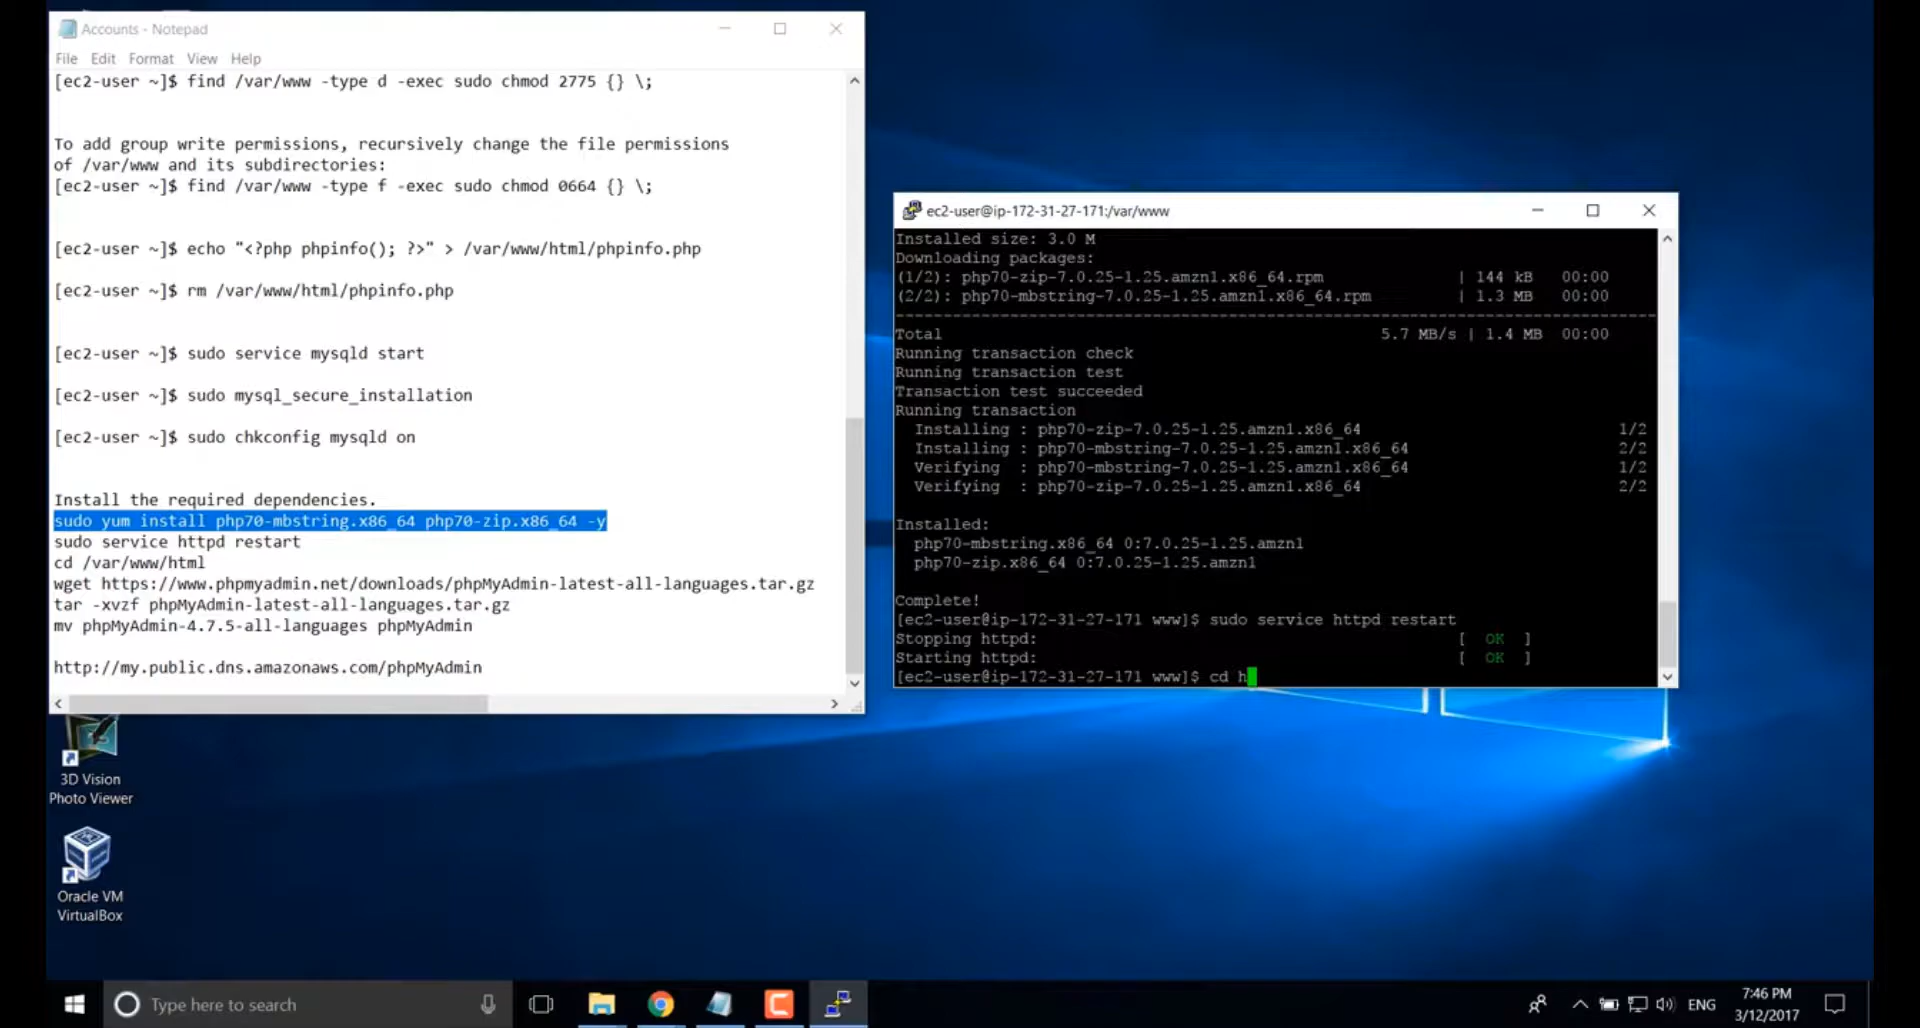 Accounts - Notepad
File Edit Format View Help
[ec2-user ~]$ find /var/www -type d -exec sudo chmod 2775 {} \;
To add group write permissions, recursively change the file permissions
of /var/www and its subdirectories:
[ec2-user ~]$ find /var/www -type f -exec sudo chmod 0664 {} \;
[ec2-user ~]$ echo "<?php phpinfo(); ?>" > /var/www/html/phpinfo.php
[ec2-user ~]$ rm /var/www/html/phpinfo.php
[ec2-user ~]$ sudo service mysqld start
[ec2-user ~]$ sudo mysql_secure_installation
[ec2-user ~]$ sudo chkconfig mysqld on
Install the required dependencies.
sudo yum install php70-mbstring.x86_64 php70-zip.x86_64 -y
sudo service httpd restart
cd /var/www/html
wget https://www.phpmyadmin.net/downloads/phpMyAdmin-latest-all-languages.tar.gz
tar -xvzf phpMyAdmin-latest-all-languages.tar.gz
mv phpMyAdmin-4.7.5-all-languages phpMyAdmin
http://my.public.dns.amazonaws.com/phpMyAdmin
ec2-user@ip-172-31-27-171:/var/www
Installed size: 3.0 M
Downloading packages:
(1/2): php70-zip-7.0.25-1.25.amzn1.x86_64.rpm | 144 kB 00:00
(2/2): php70-mbstring-7.0.25-1.25.amzn1.x86_64.rpm | 1.3 MB 00:00
--------------------------------------------------------------------------------
Total 5.7 MB/s | 1.4 MB 00:00
Running transaction check
Running transaction test
Transaction test succeeded
Running transaction
Installing : php70-zip-7.0.25-1.25.amzn1.x86_64 1/2
Installing : php70-mbstring-7.0.25-1.25.amzn1.x86_64 2/2
Verifying : php70-mbstring-7.0.25-1.25.amzn1.x86_64 1/2
Verifying : php70-zip-7.0.25-1.25.amzn1.x86_64 2/2
Installed:
php70-mbstring.x86_64 0:7.0.25-1.25.amzn1
php70-zip.x86_64 0:7.0.25-1.25.amzn1
Complete!
[ec2-user@ip-172-31-27-171 www]$ sudo service httpd restart
Stopping httpd: [ OK ]
Starting httpd: [ OK ]
[ec2-user@ip-172-31-27-171 www]$ cd h
3D Vision
Photo Viewer
Oracle VM
VirtualBox
Type here to search
ENG
7:46 PM
3/12/2017